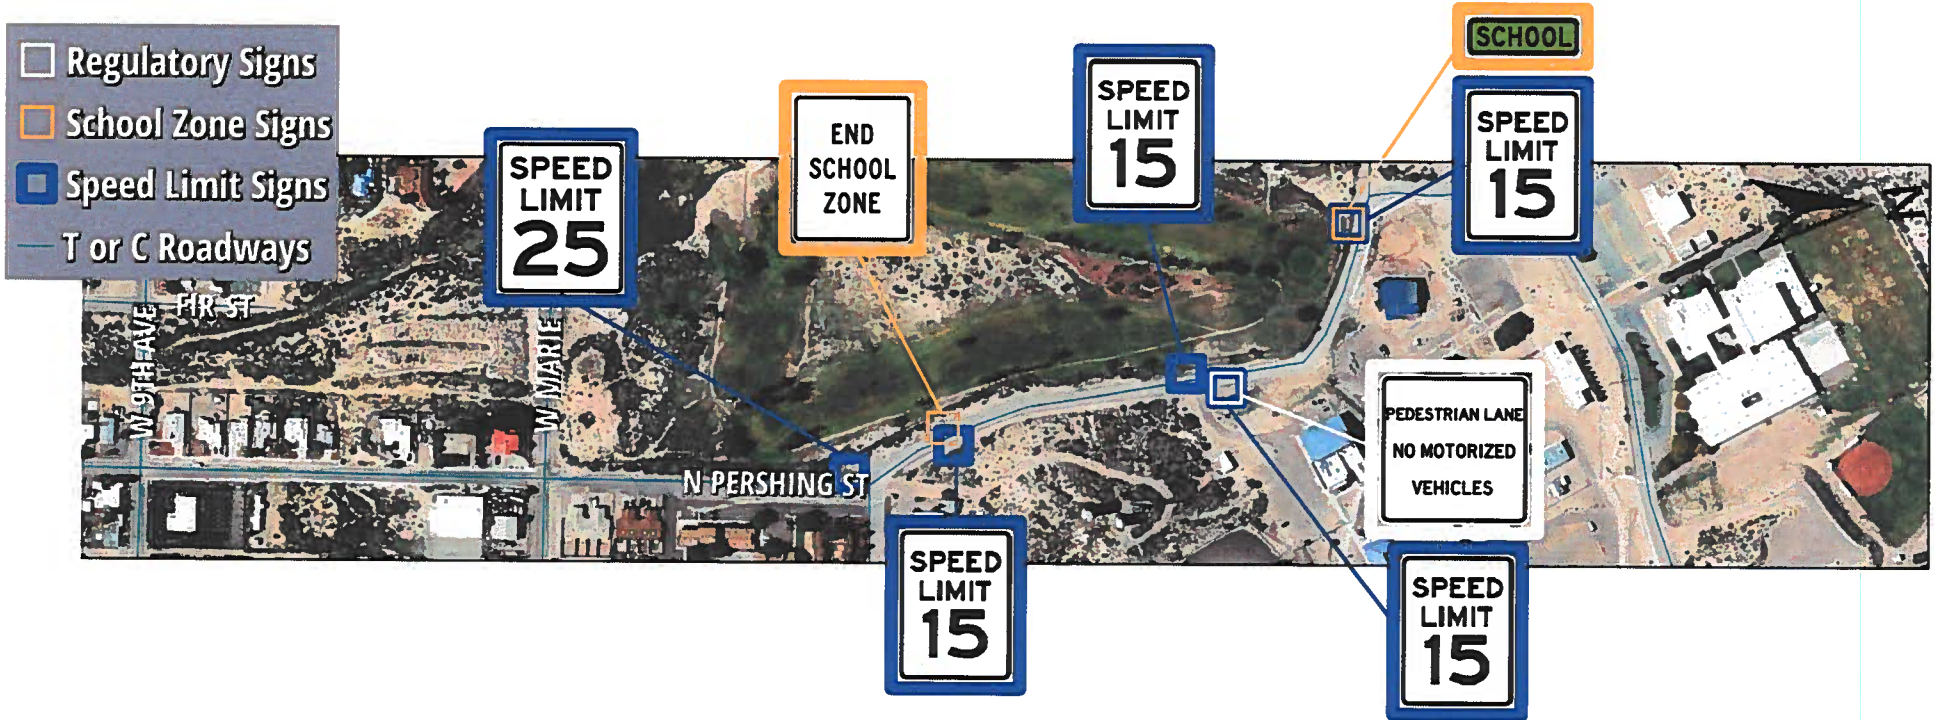 Regulatory Signs
School Zone Signs
Speed Limit Signs
T or C Roadways
SPEED
LIMIT
25
END
SCHOOL
ZONE
SPEED
LIMIT
15
SCHOOL
SPEED
LIMIT
15
N
FIR ST
W 9TH AVE
W MARIE
N PERSHING ST
PEDESTRIAN LANE
NO MOTORIZED
VEHICLES
SPEED
LIMIT
15
SPEED
LIMIT
15